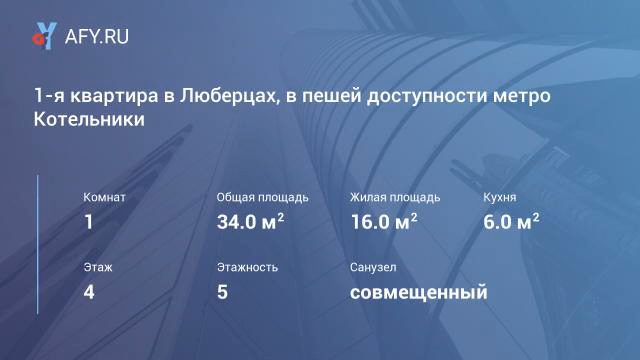 AFY.RU
1-я квартира в Люберцах, в пешей доступности метро
Котельники
Комнат
1
Общая площадь
34.0 м²
Жилая площадь
16.0 м²
Кухня
6.0 м²
Этаж
4
Этажность
5
Санузел
совмещенный